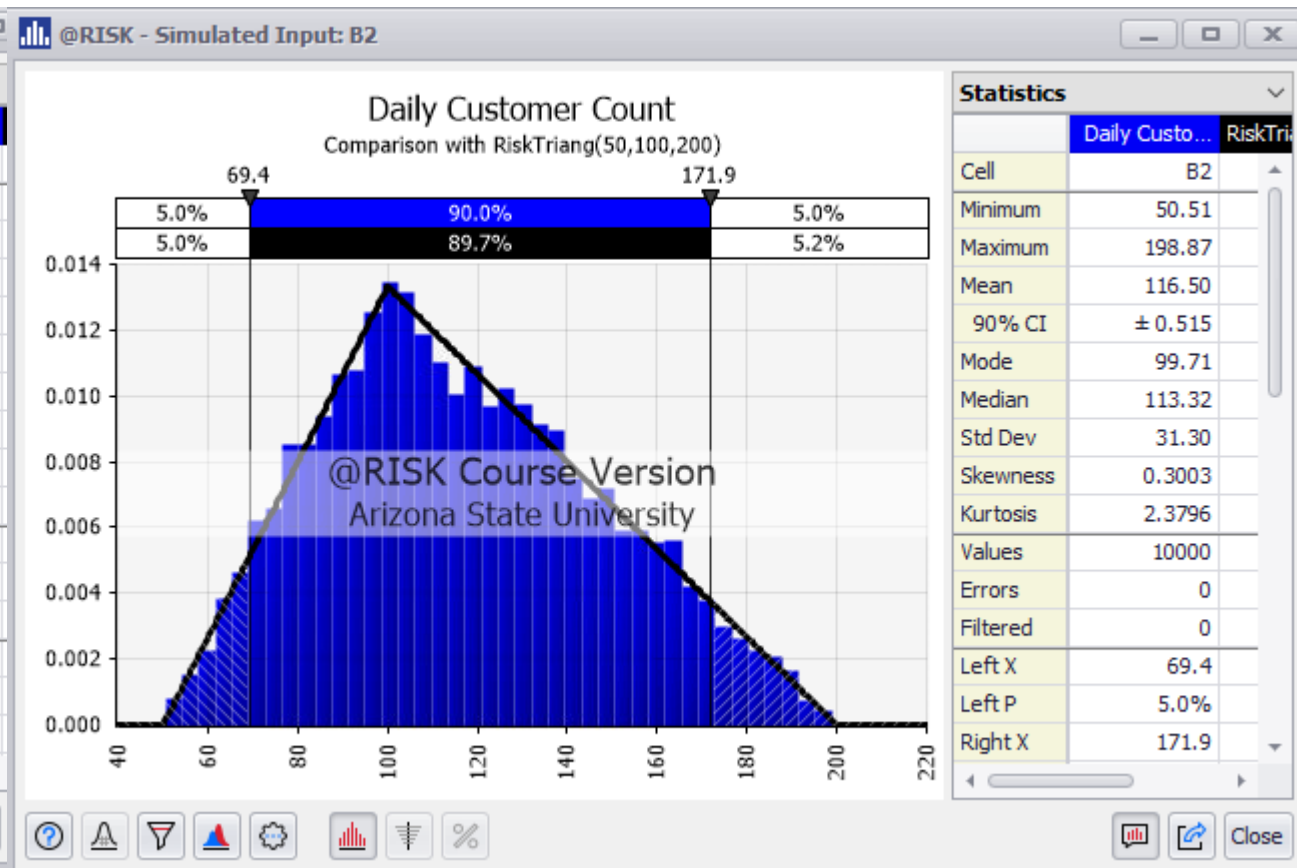 @RISK - Simulated Input: B2
Daily Customer Count
Comparison with RiskTriang(50,100,200)
69.4 171.9
5.0% 90.0% 5.0%
5.0% 89.7% 5.2%
0.014
0.012
0.010
0.008
0.006
0.004
0.002
0.000
@RISK Course Version
Arizona State University
40 60 80 100 120 140 160 180 200 220
Statistics
Daily Custo... RiskTri
Cell B2
Minimum 50.51
Maximum 198.87
Mean 116.50
90% CI ± 0.515
Mode 99.71
Median 113.32
Std Dev 31.30
Skewness 0.3003
Kurtosis 2.3796
Values 10000
Errors 0
Filtered 0
Left X 69.4
Left P 5.0%
Right X 171.9
Close